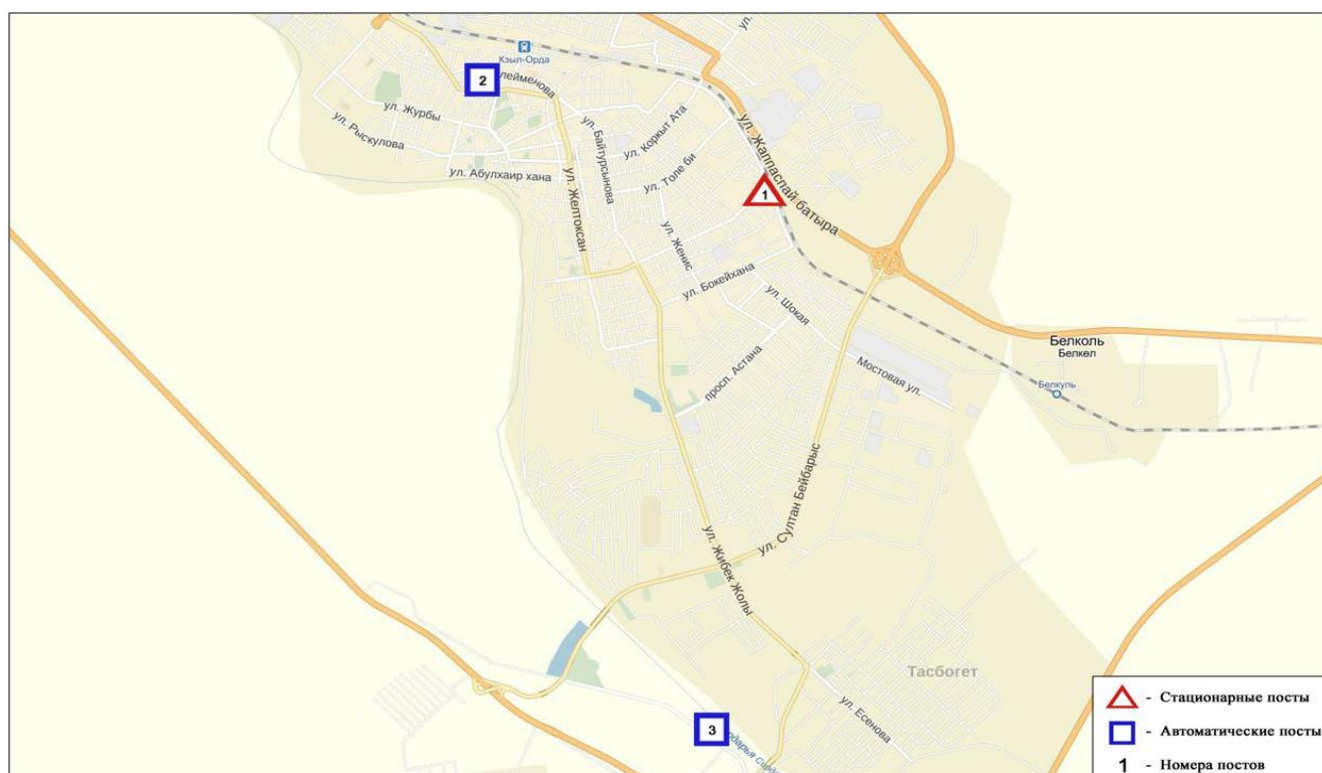 ул.
Кзыл-Орда
2
лейменова
ул. Журбы
ул. Рыскулова
ул. Абулхаир хана
ул. Байтурсынова
ул. Коркыт Ата
ул. Толе би
ул. Жаппаспай батыра
1
ул. Желтоксан
ул. Женис
ул. Бокейхана
ул. Шокая
Белколь
Белкөл
просп. Астана
Мостовая ул.
Белкуль
ул. Султан Бейбарыс
ул. Жибек Жолы
Тасбогет
ул. Есенова
3
- Стационарные посты
- Автоматические посты
1 - Номера постов